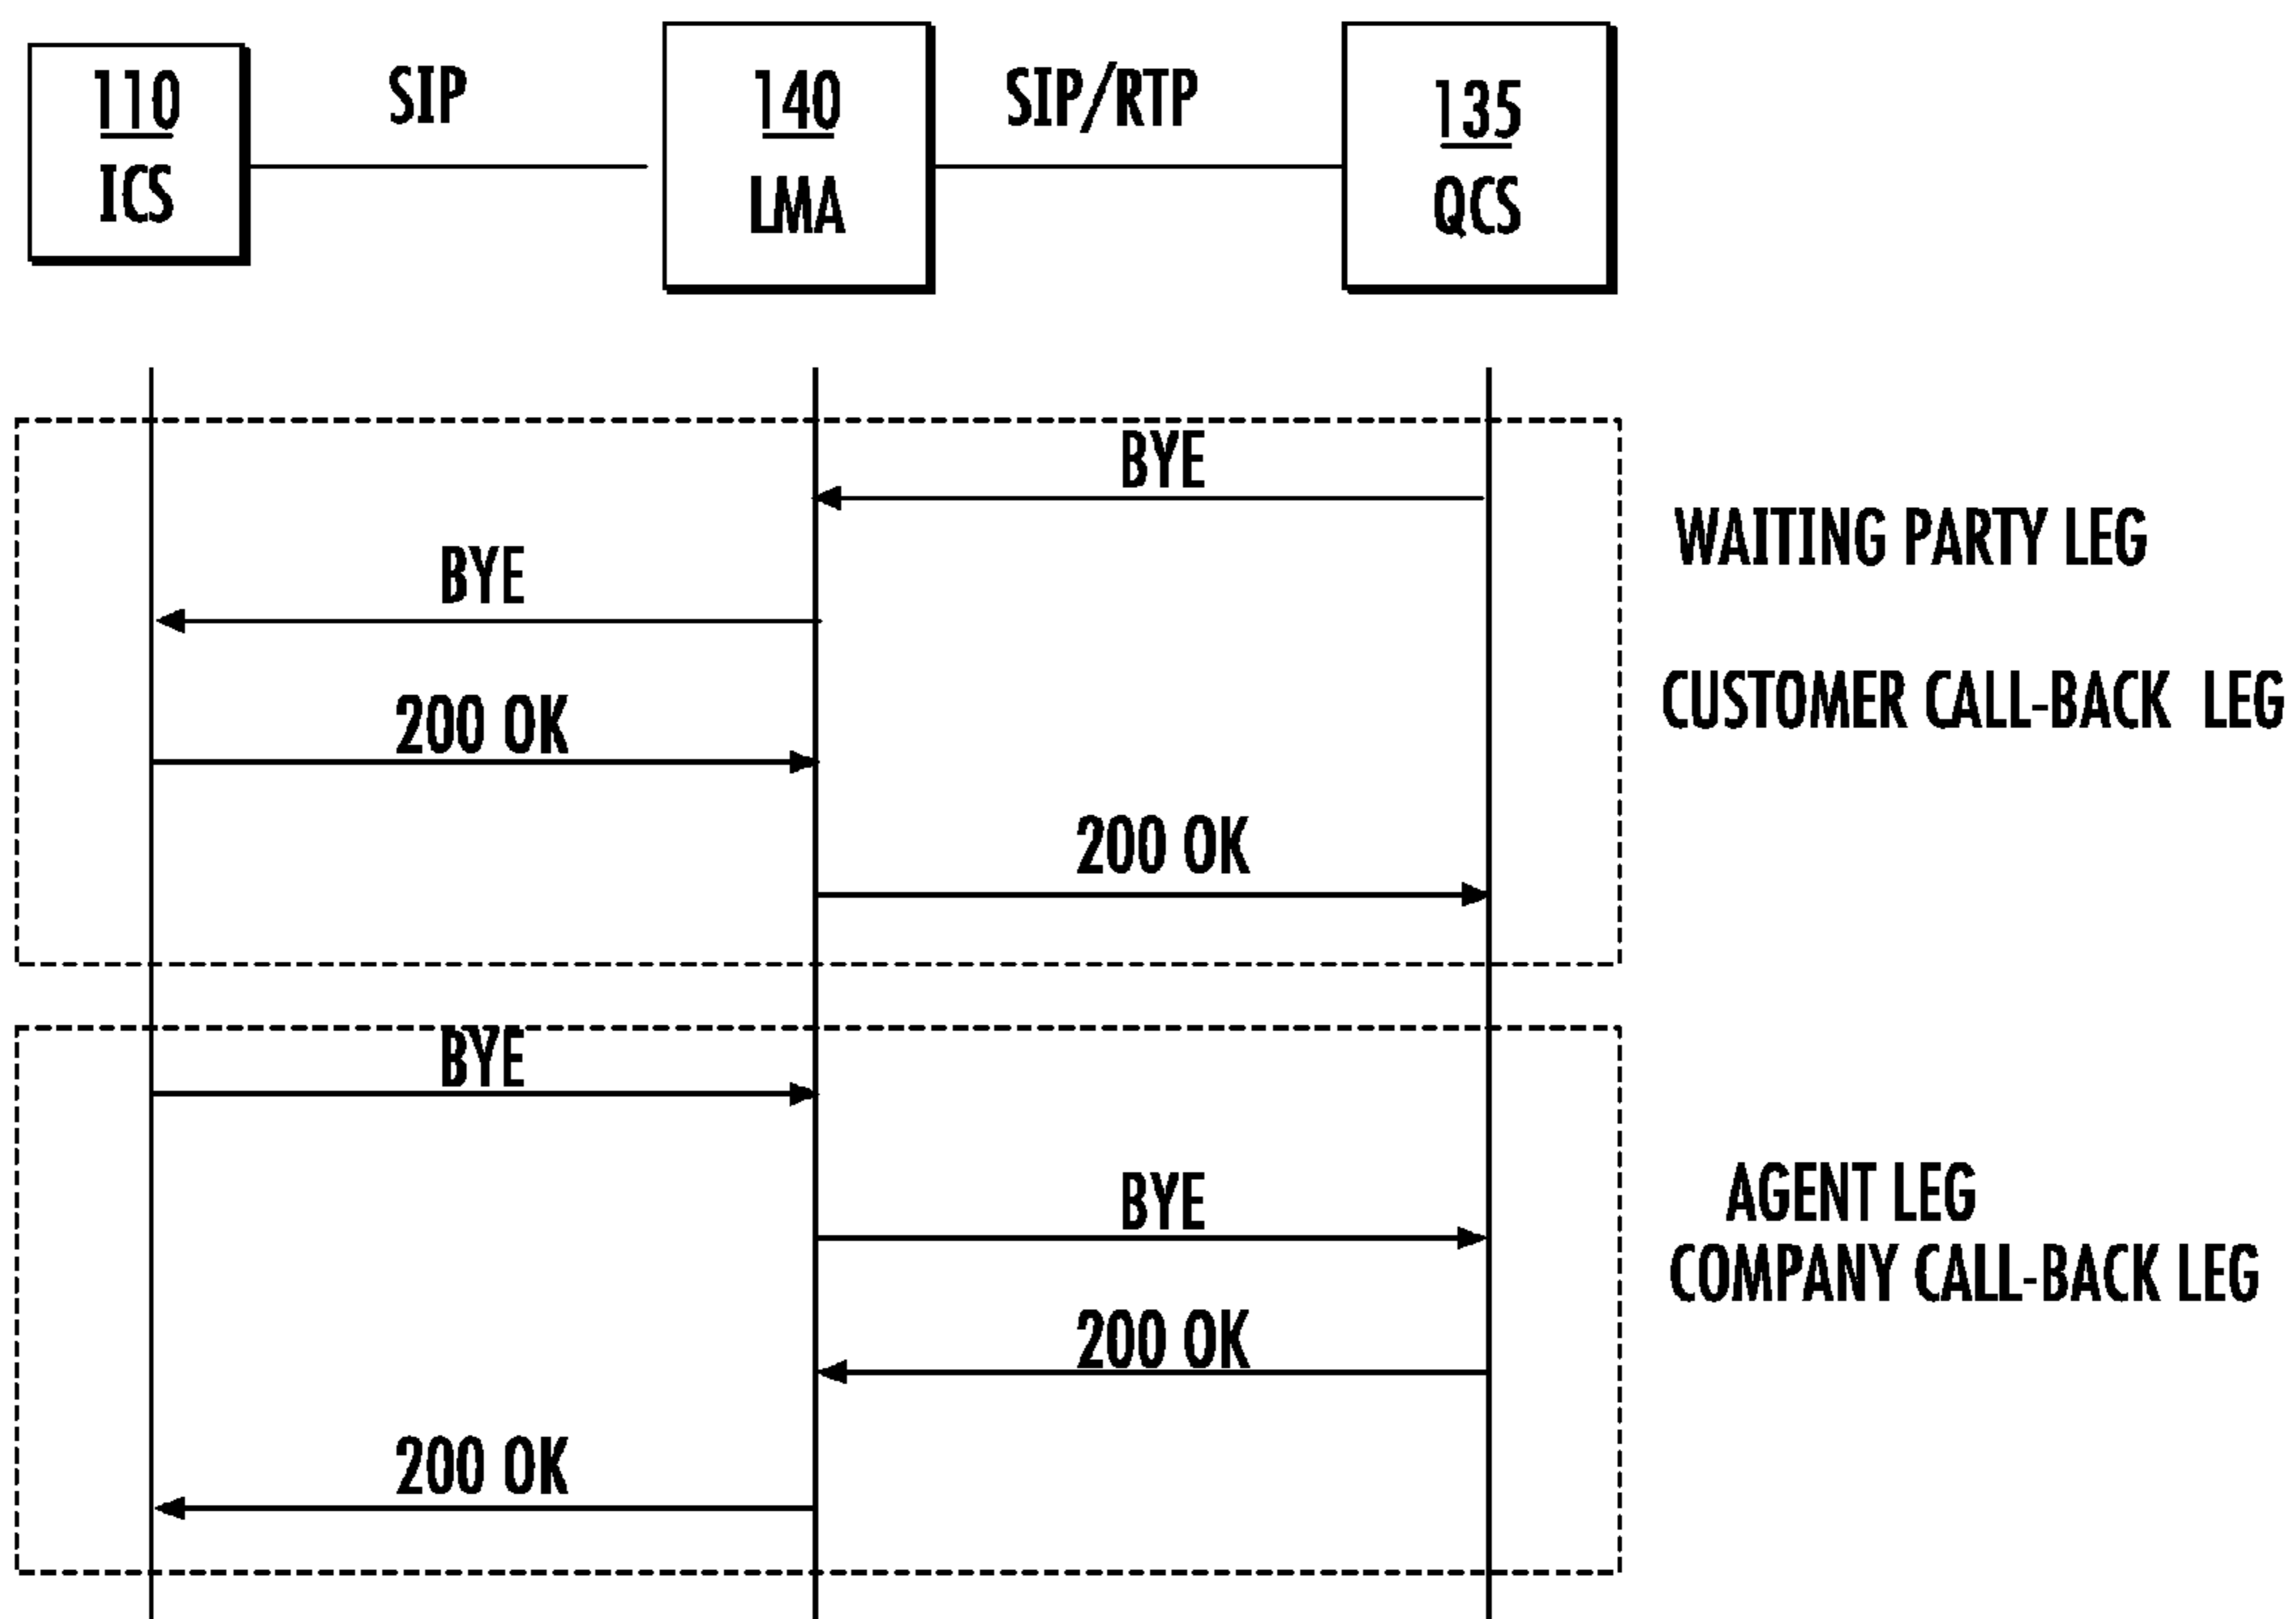 110
ICS
SIP
140
LMA
SIP/RTP
135
QCS
BYE
BYE
200 OK
200 OK
WAITING PARTY LEG
CUSTOMER CALL-BACK LEG
BYE
BYE
200 OK
200 OK
AGENT LEG
COMPANY CALL-BACK LEG